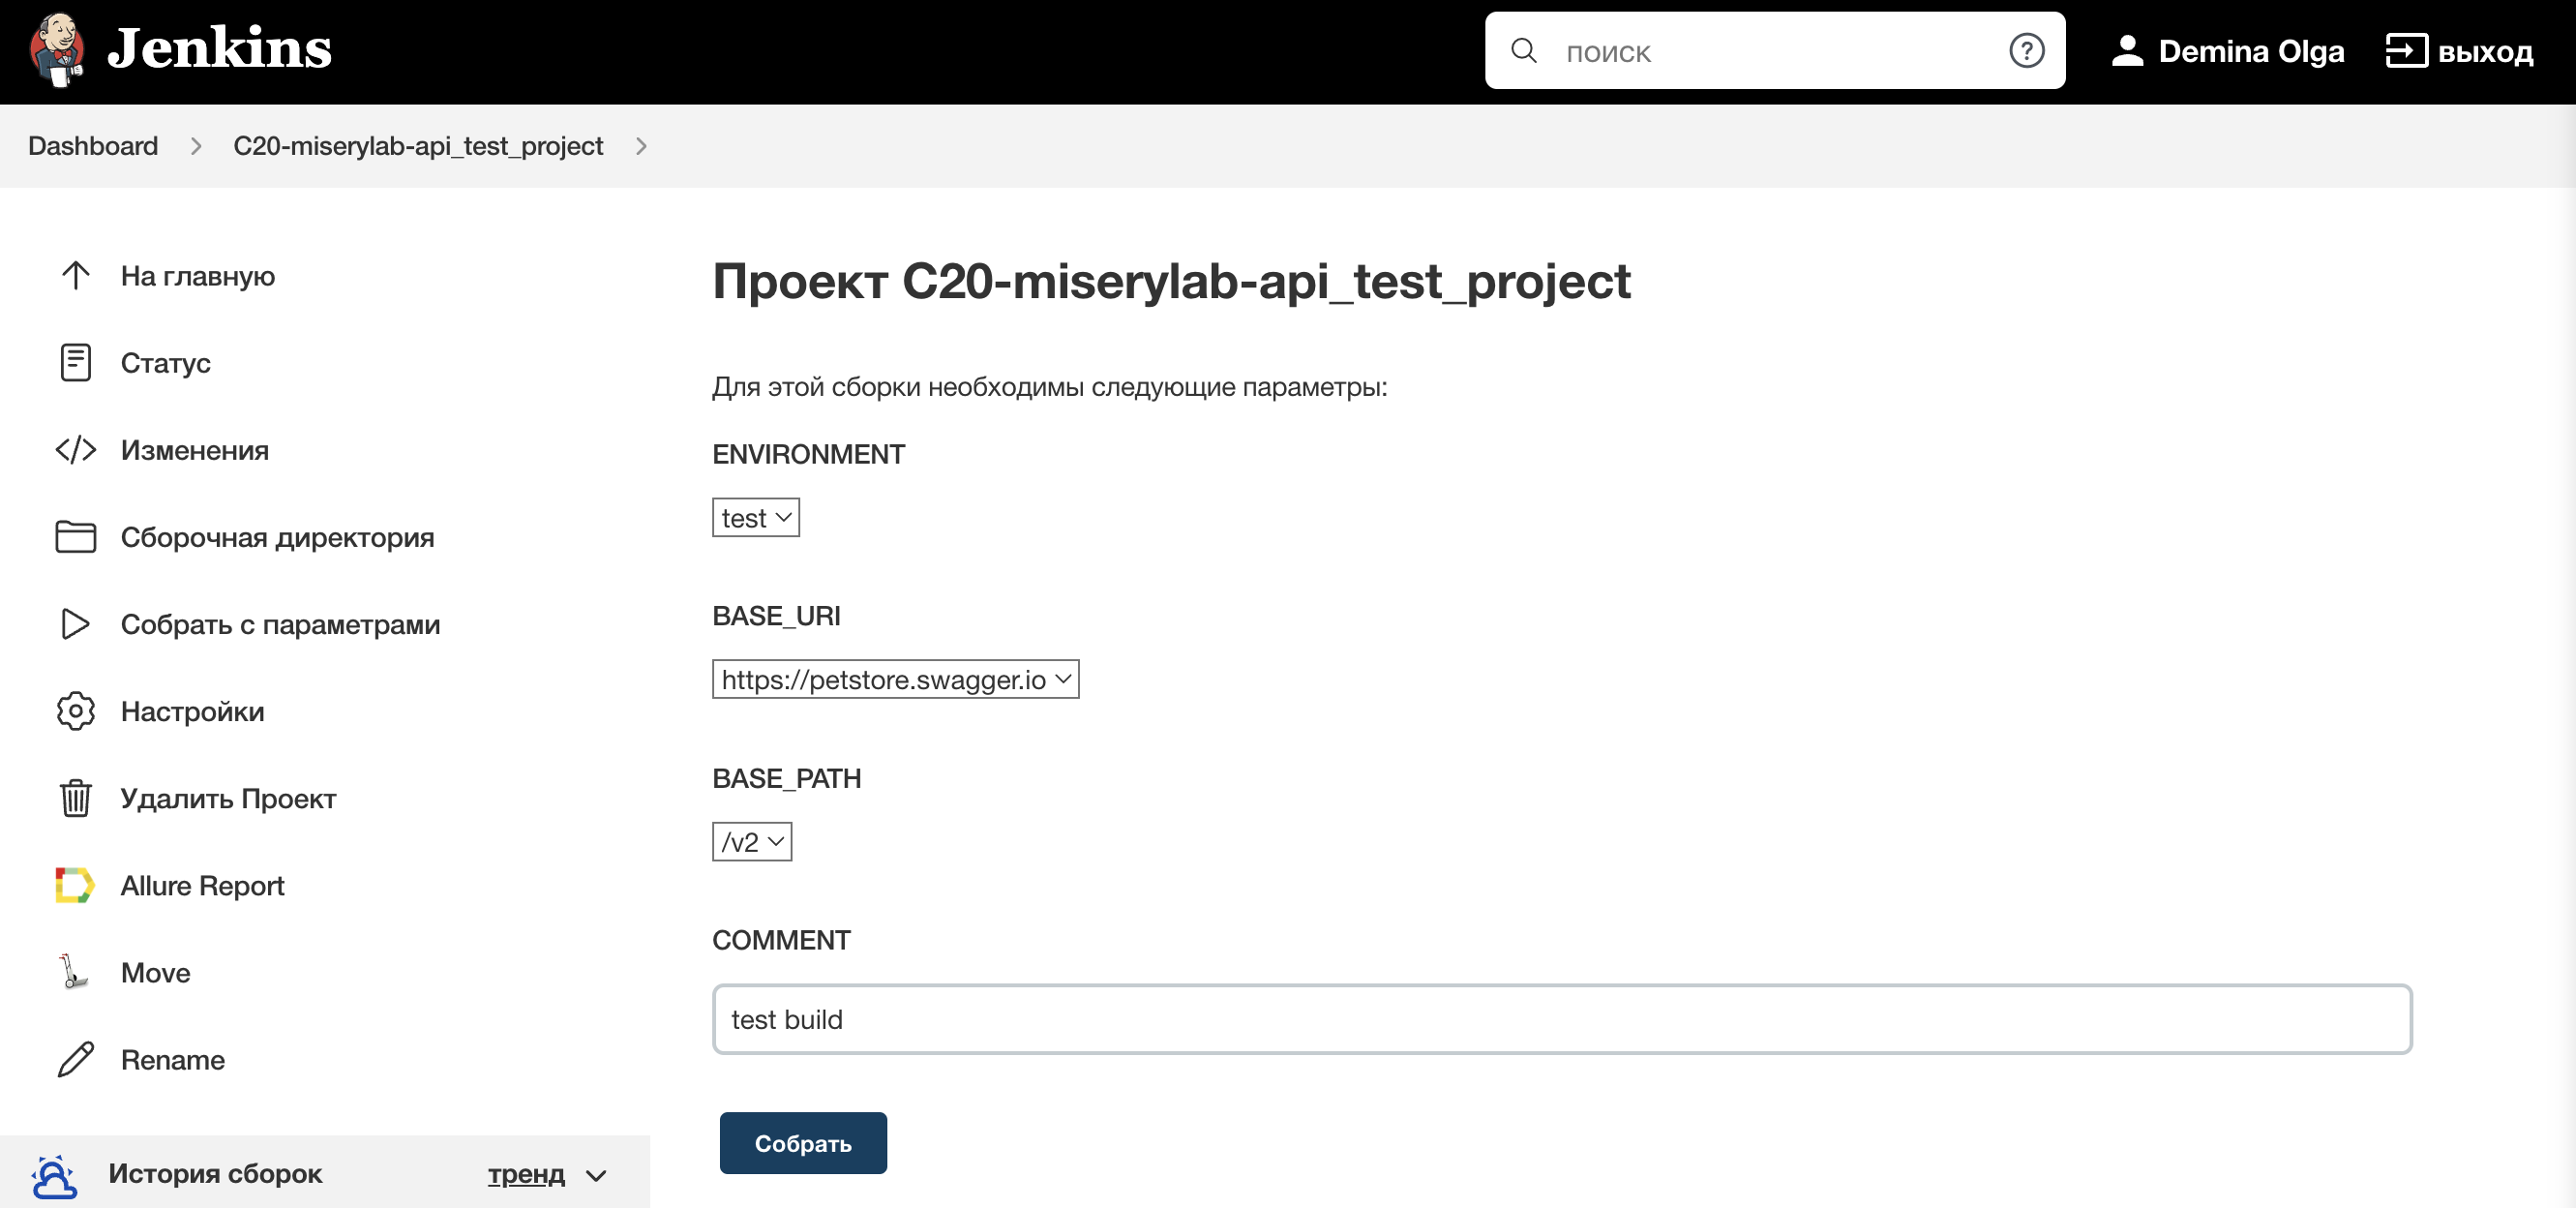 Jenkins
поиск
Demina Olga
выход
Dashboard
C20-miserylab-api_test_project
На главную
Статус
Изменения
Сборочная директория
Собрать с параметрами
Настройки
Удалить Проект
Allure Report
Move
Rename
История сборок
тренд
Проект C20-miserylab-api_test_project
Для этой сборки необходимы следующие параметры:
ENVIRONMENT
test
BASE_URI
https://petstore.swagger.io
BASE_PATH
/v2
COMMENT
test build
Собрать